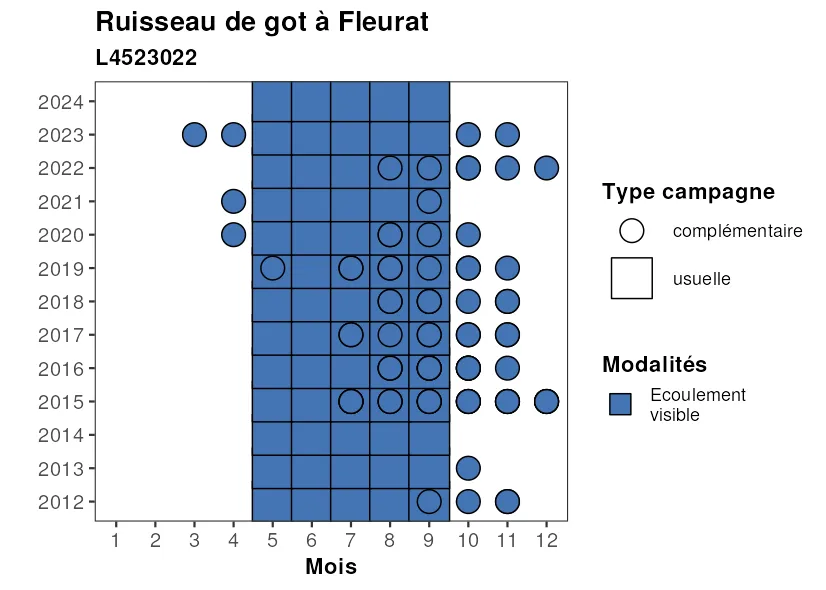 Ruisseau de got à Fleurat
L4523022
2024
2023
2022
2021
2020
2019
2018
2017
2016
2015
2014
2013
2012
1 2 3 4 5 6 7 8 9 10 11 12
Mois
Type campagne
complémentaire
usuelle
Modalités
Ecoulement
visible